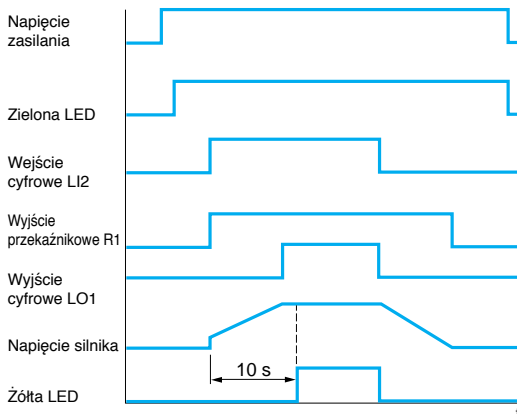 Napięcie
zasilania
Zielona LED
Wejście
cyfrowe LI2
Wyjście
przekaźnikowe R1
Wyjście
cyfrowe LO1
Napięcie silnika
10 s
Żółta LED